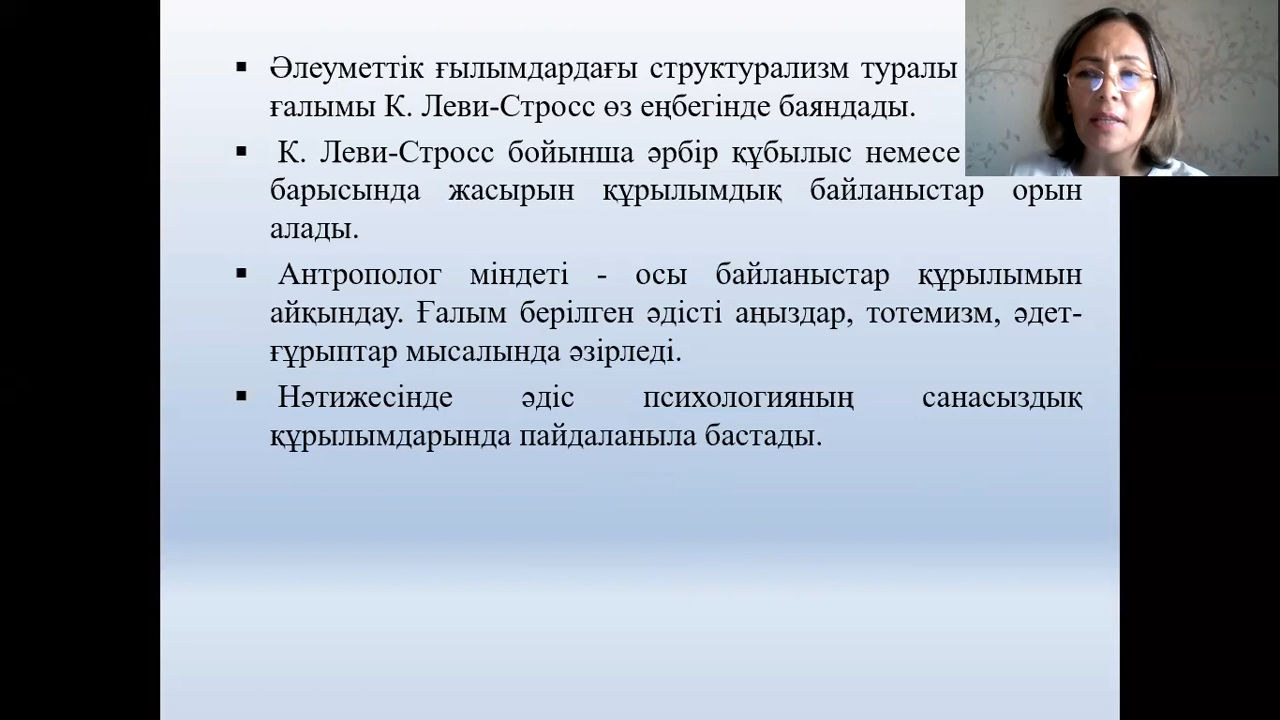 ▪ Әлеуметтік ғылымдардағы структурализм туралы
ғалымы К. Леви-Стросс өз еңбегінде баяндады.
▪ К. Леви-Стросс бойынша әрбір құбылыс немесе
барысында жасырын құрылымдық байланыстар орын
алады.
▪ Антрополог міндеті - осы байланыстар құрылымын
айқындау. Ғалым берілген әдісті аңыздар, тотемизм, әдет-
ғұрыптар мысалында әзірледі.
▪ Нәтижесінде әдіс психологияның санасыздық
құрылымдарында пайдаланыла бастады.